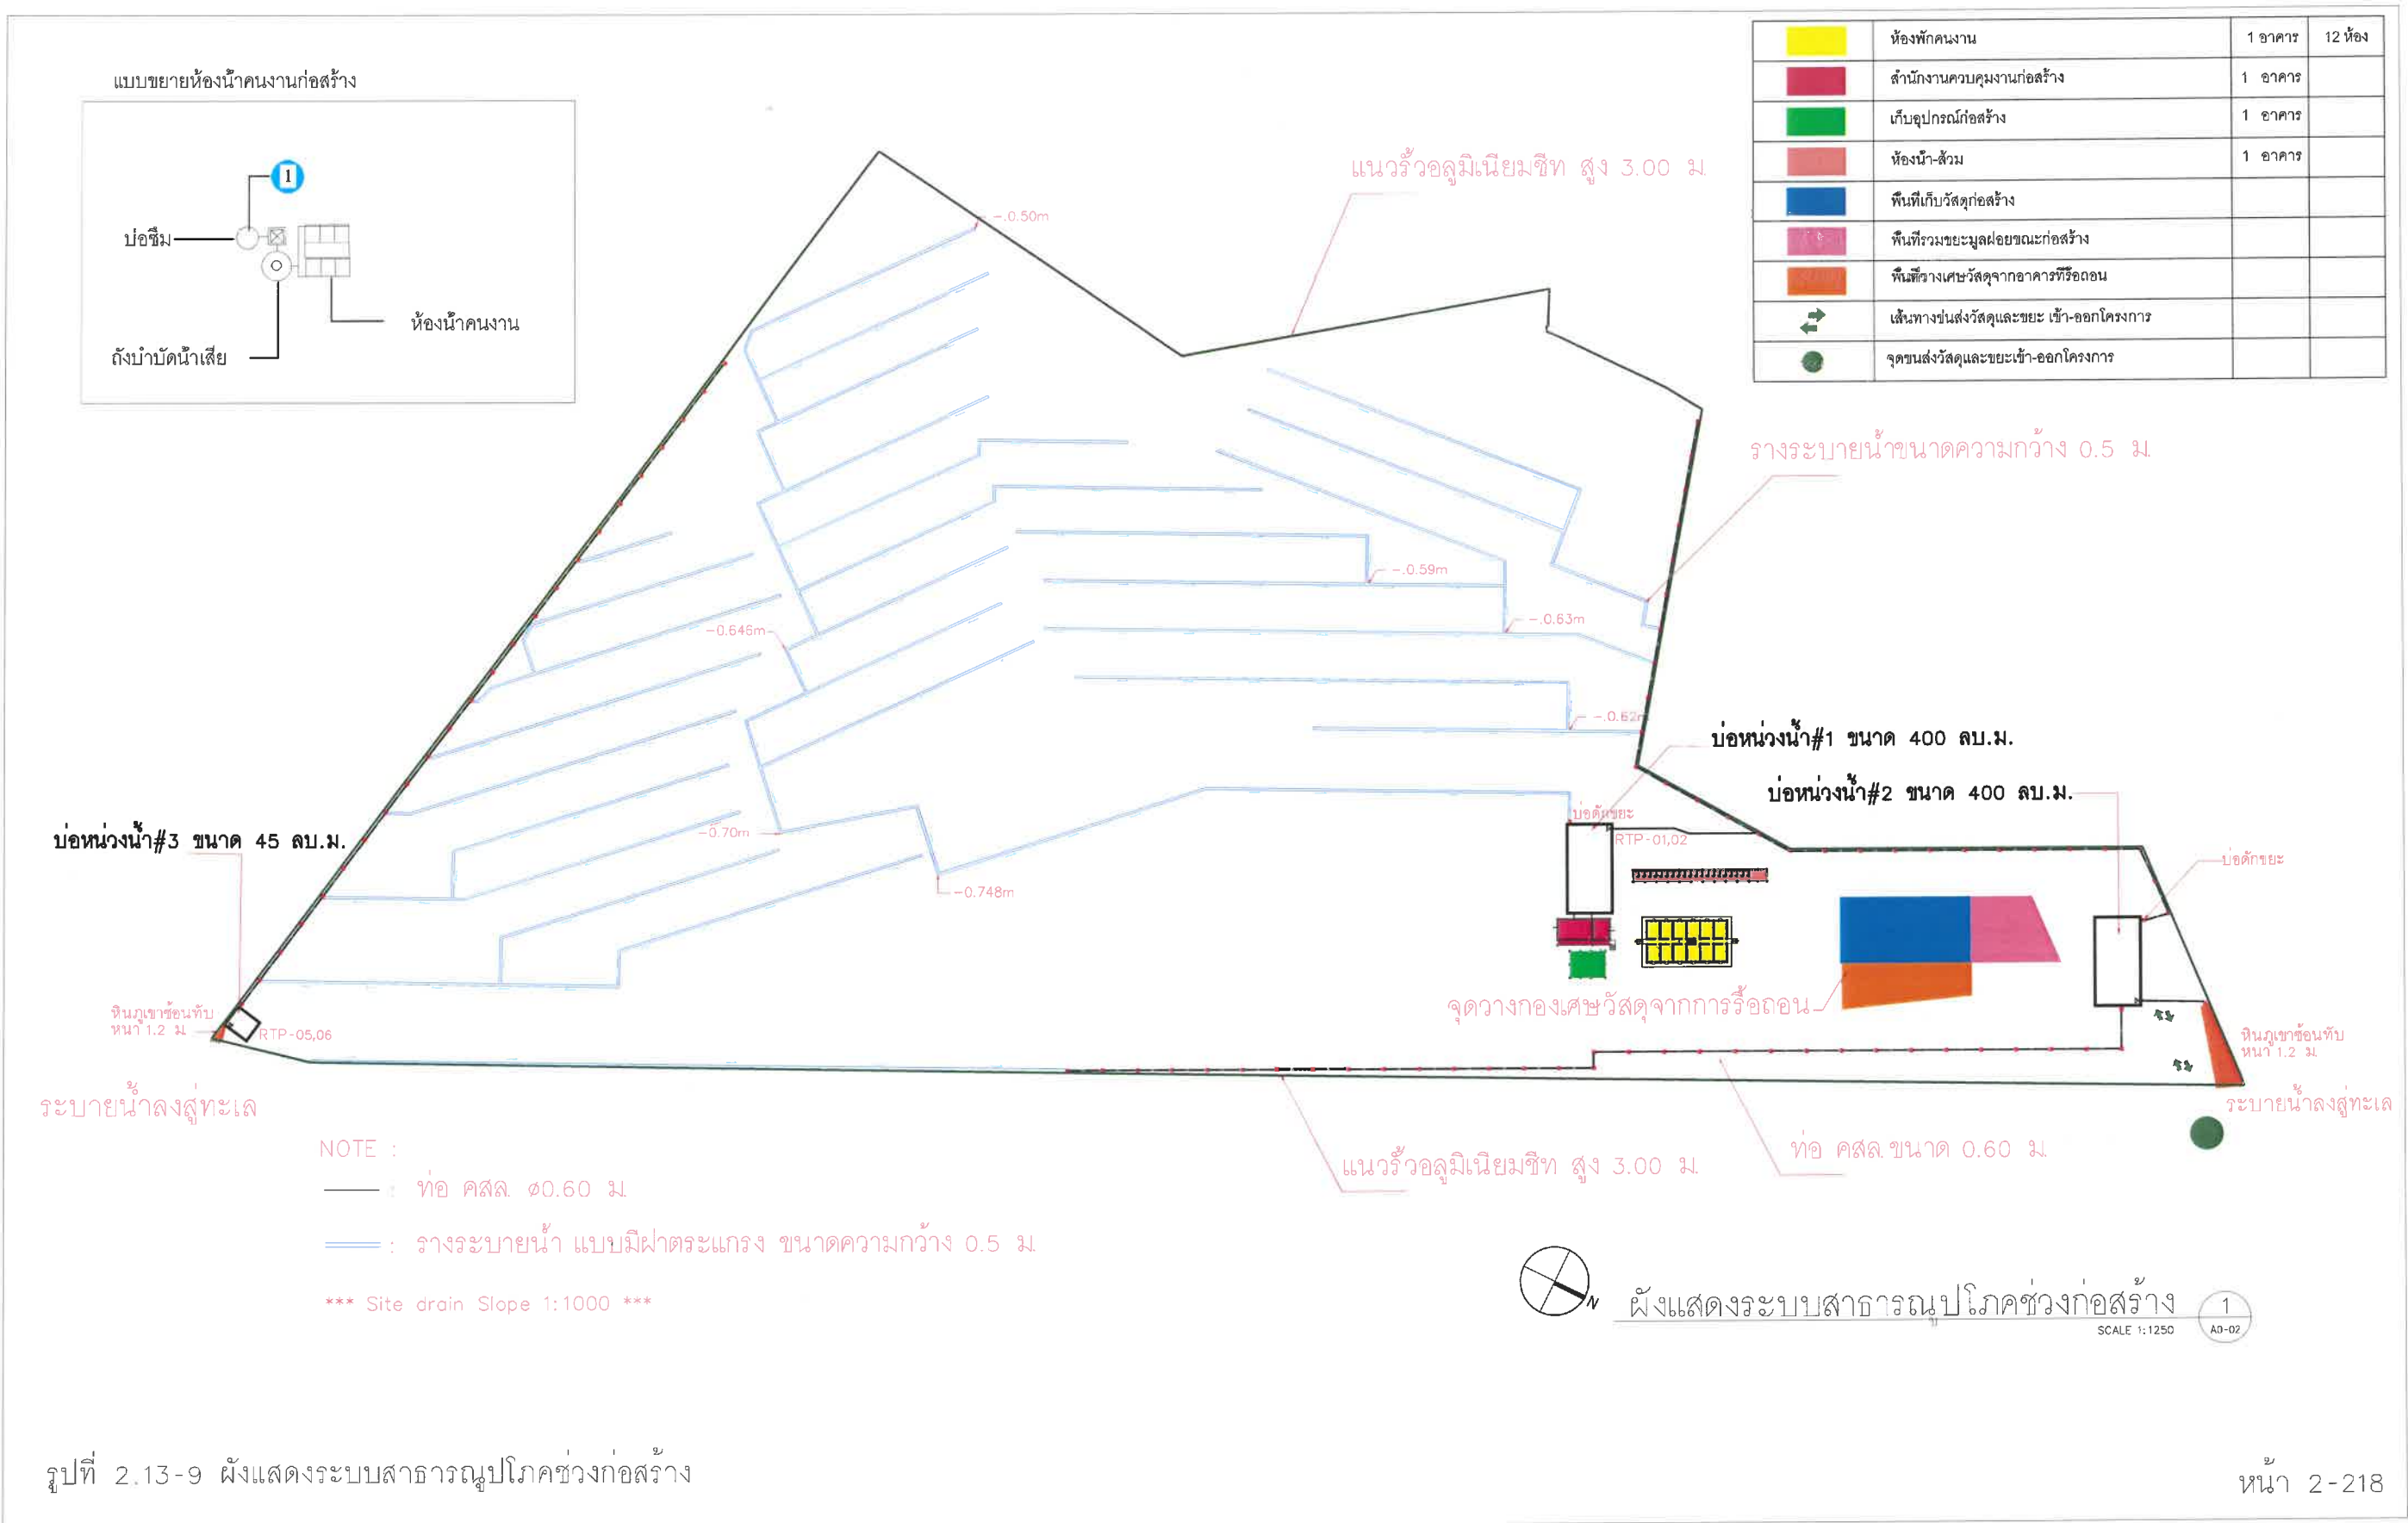 แบบขยายห้องน้ำคนงานก่อสร้าง
1
บ่อซึม
ห้องน้ำคนงาน
ถังบำบัดน้ำเสีย
ห้องพักคนงาน 1 อาคาร 12 ห้อง
สำนักงานควบคุมงานก่อสร้าง 1 อาคาร
เก็บอุปกรณ์ก่อสร้าง 1 อาคาร
ห้องน้ำ-ส้วม 1 อาคาร
พื้นที่เก็บวัสดุก่อสร้าง
พื้นที่รวมขยะมูลฝอยขณะก่อสร้าง
พื้นที่วางเศษวัสดุจากอาคารที่รื้อถอน
เส้นทางขนส่งวัสดุและขยะ เข้า-ออกโครงการ
จุดขนส่งวัสดุและขยะเข้า-ออกโครงการ
แนวรั้วอลูมิเนียมชีท สูง 3.00 ม.
-.0.50m
รางระบายน้ำขนาดความกว้าง 0.5 ม.
-.0.59m
-.0.63m
-0.646m
-.0.62m
บ่อหน่วงน้ำ#1 ขนาด 400 ลบ.ม.
บ่อหน่วงน้ำ#2 ขนาด 400 ลบ.ม.
บ่อดักขยะ
RTP-01,02
-0.70m
บ่อหน่วงน้ำ#3 ขนาด 45 ลบ.ม.
บ่อดักขยะ
-0.748m
จุดวางกองเศษวัสดุจากการรื้อถอน
หินภูเขาซ้อนทับ
หนา 1.2 ม.
RTP-05,06
หินภูเขาซ้อนทับ
หนา 1.2 ม.
ระบายน้ำลงสู่ทะเล
ระบายน้ำลงสู่ทะเล
NOTE :
ท่อ คสล. ø0.60 ม.
แนวรั้วอลูมิเนียมชีท สูง 3.00 ม.
ท่อ คสล.ขนาด 0.60 ม.
: รางระบายน้ำ แบบมีฝาตระแกรง ขนาดความกว้าง 0.5 ม.
*** Site drain Slope 1:1000 ***
N
ผังแสดงระบบสาธารณูปโภคช่วงก่อสร้าง
1
SCALE 1:1250
A0-02
รูปที่ 2.13-9 ผังแสดงระบบสาธารณูปโภคช่วงก่อสร้าง
หน้า 2-218